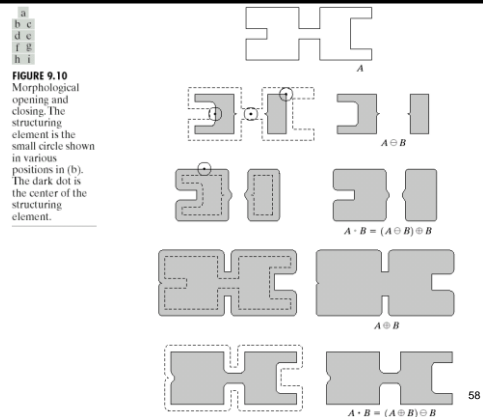 a
b c
d e
f g
h i
FIGURE 9.10
Morphological
opening and
closing. The
structuring
element is the
small circle shown
in various
positions in (b).
The dark dot is
the center of the
structuring
element.
A
A ⊖ B
A · B = (A ⊖ B) ⊕ B
A ⊕ B
A • B = (A ⊕ B) ⊖ B
58